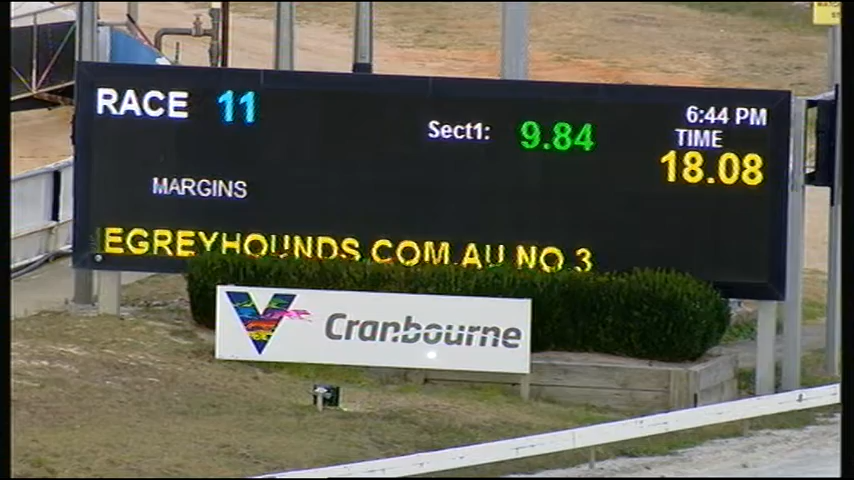 RACE 11
Sect1: 9.84
6:44 PM
TIME
18.08
MARGINS
EGREYHOUNDS.COM.AU NO 3
V Cranbourne